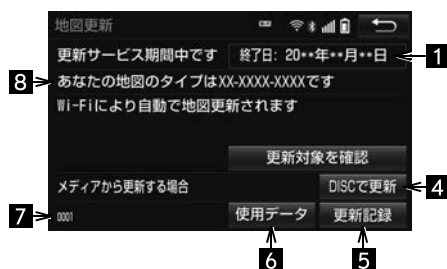 地図更新
更新サービス期間中です 終了日: 20**年**月**日 1
8 あなたの地図のタイプはXX-XXXX-XXXXです
Wi-Fiにより自動で地図更新されます
更新対象を確認
メディアから更新する場合 DISCで更新 4
7 0001 使用データ 更新記録
6 5